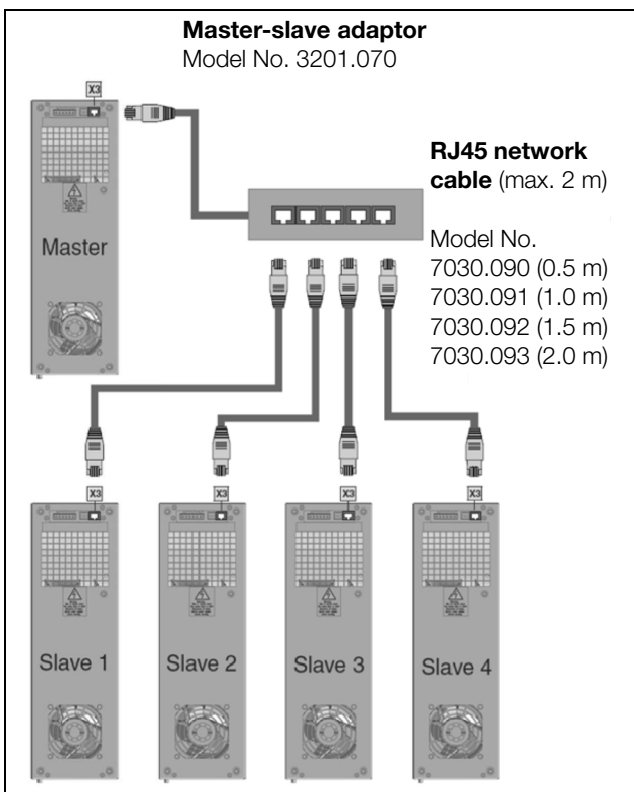 Master-slave adaptor
Model No. 3201.070
X3
RJ45 network
cable (max. 2 m)
Master
Model No.
7030.090 (0.5 m)
7030.091 (1.0 m)
7030.092 (1.5 m)
7030.093 (2.0 m)
X3
X3
X3
X3
Slave 1
Slave 2
Slave 3
Slave 4